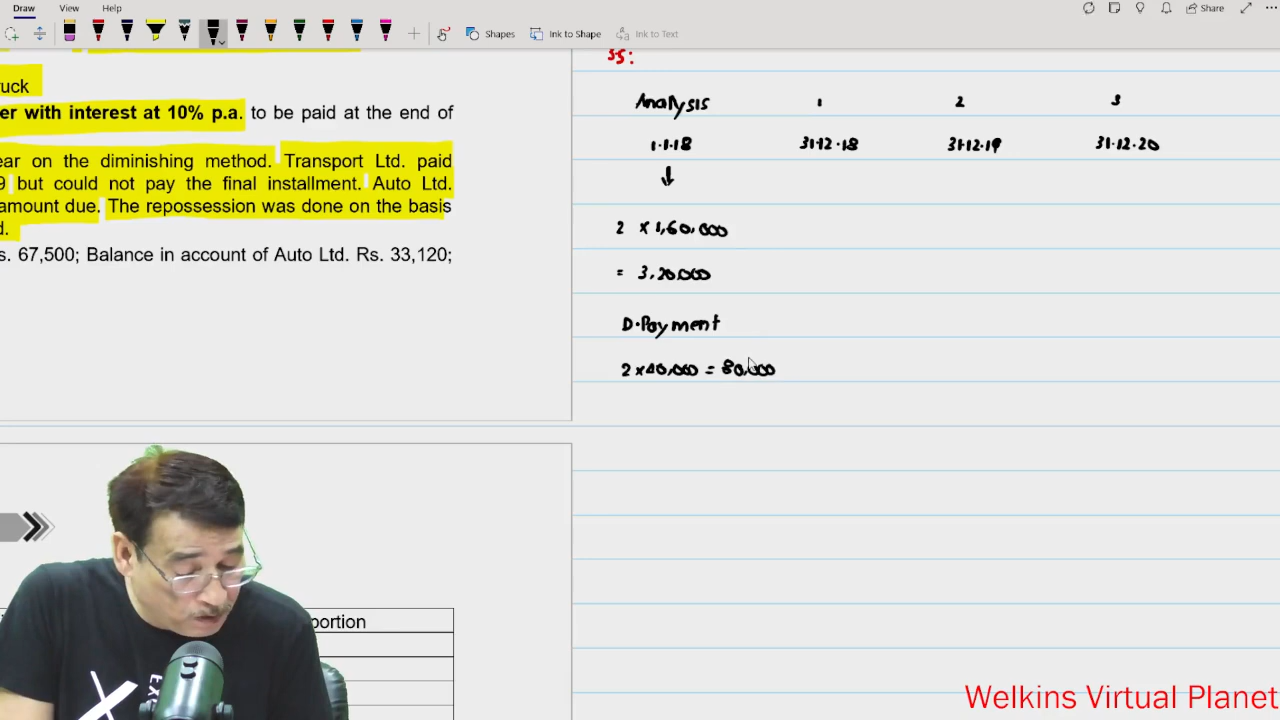 Draw View Help
Share
Shapes Ink to Shape Ink to Text
ruck
er with interest at 10% p.a. to be paid at the end of
ear on the diminishing method. Transport Ltd. paid
9 but could not pay the final installment. Auto Ltd.
amount due. The repossession was done on the basis
d.
s. 67,500; Balance in account of Auto Ltd. Rs. 33,120;
portion
Analysis 1 2 3
1.1.18 31.12.18 31.12.19 31.12.20
2 × 1,60,000
= 3,20,000
D.Payment
2 × 40,000 = 80,000
EXC
Welkins Virtual Planet